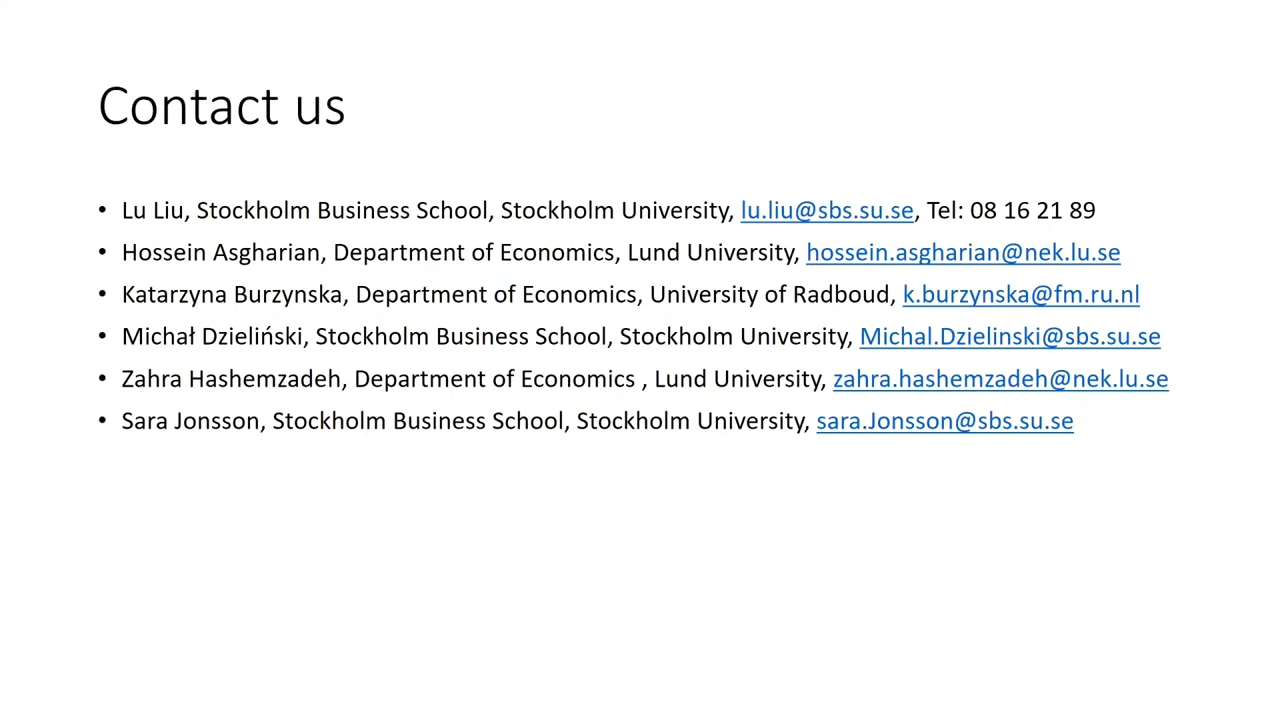 Contact us
• Lu Liu, Stockholm Business School, Stockholm University, lu.liu@sbs.su.se, Tel: 08 16 21 89
• Hossein Asgharian, Department of Economics, Lund University, hossein.asgharian@nek.lu.se
• Katarzyna Burzynska, Department of Economics, University of Radboud, k.burzynska@fm.ru.nl
• Michał Dzieliński, Stockholm Business School, Stockholm University, Michal.Dzielinski@sbs.su.se
• Zahra Hashemzadeh, Department of Economics , Lund University, zahra.hashemzadeh@nek.lu.se
• Sara Jonsson, Stockholm Business School, Stockholm University, sara.Jonsson@sbs.su.se